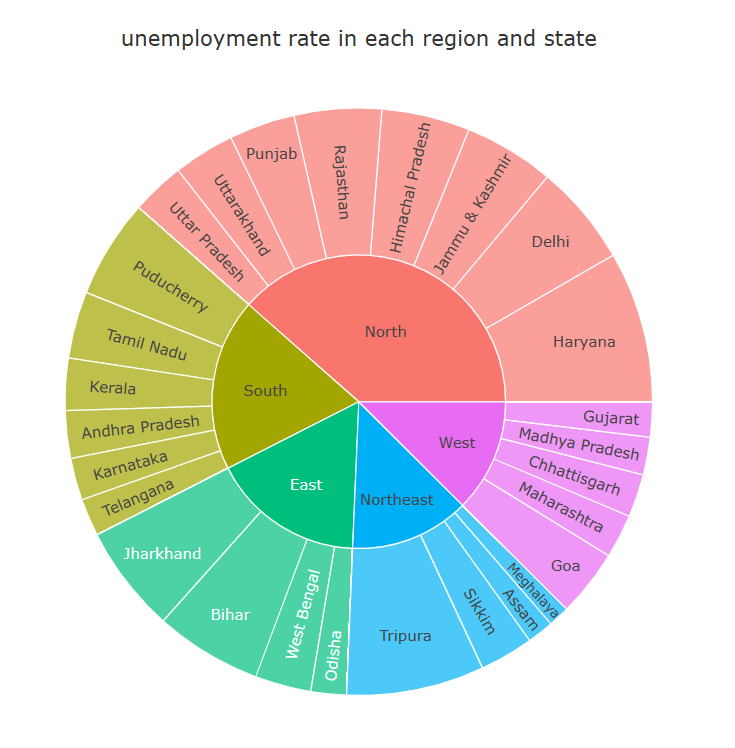 unemployment rate in each region and state
Punjab
Rajasthan
Himachal Pradesh
Jammu & Kashmir
Uttarakhand
Uttar Pradesh
Delhi
Haryana
North
Puducherry
Tamil Nadu
Kerala
Andhra Pradesh
Karnataka
Telangana
South
West
Gujarat
Madhya Pradesh
Chhattisgarh
Maharashtra
Goa
East
Northeast
Jharkhand
Bihar
West Bengal
Odisha
Tripura
Sikkim
Assam
Meghalaya